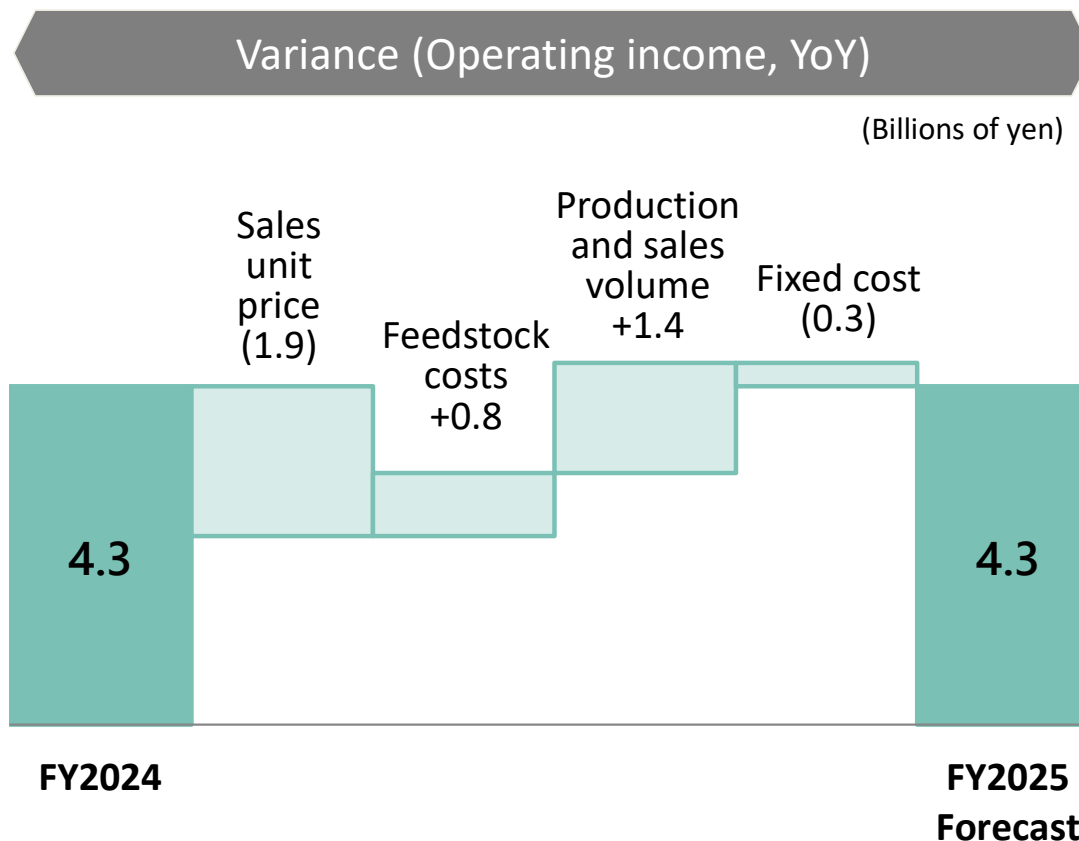 Variance (Operating income, YoY)
(Billions of yen)
Sales
unit
price
(1.9)
Feedstock
costs
+0.8
Production
and sales
volume
+1.4
Fixed cost
(0.3)
4.3
4.3
FY2024
FY2025
Forecast